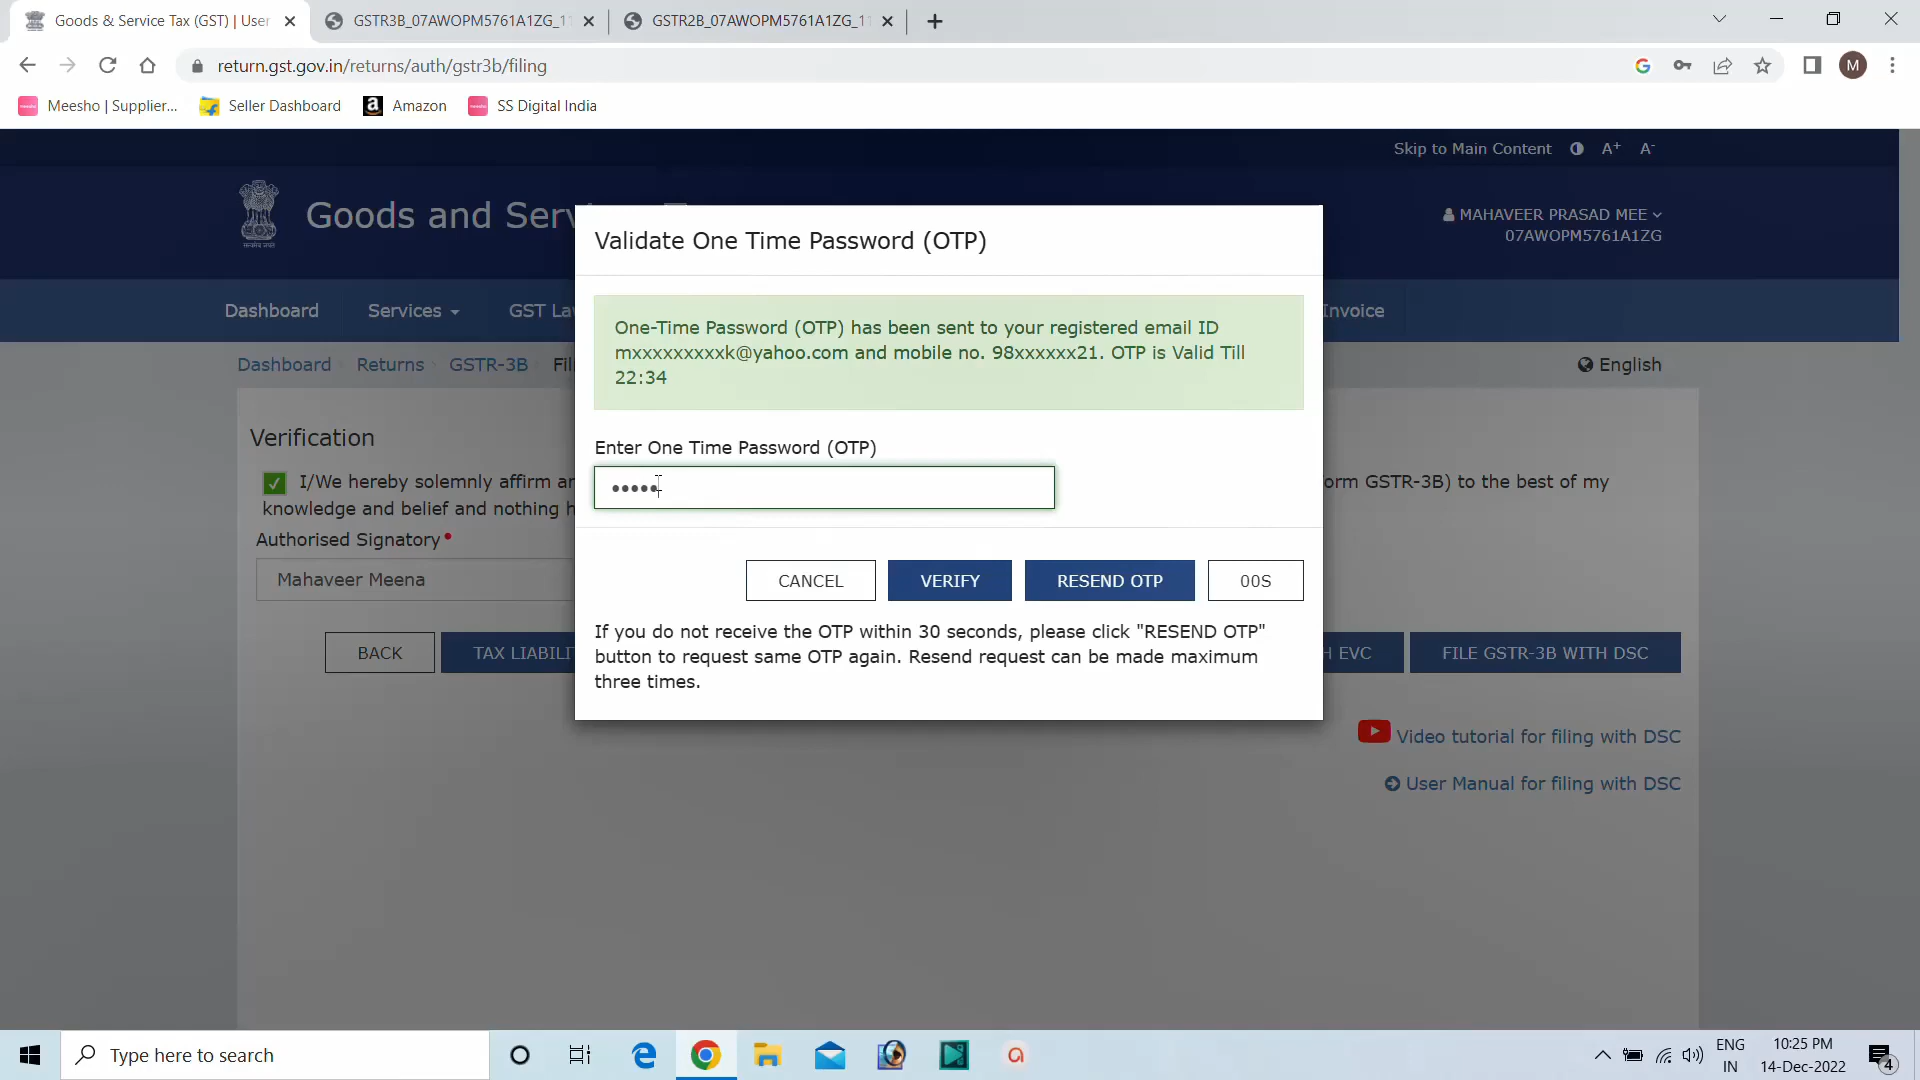 Goods & Service Tax (GST) | User
GSTR3B_07AWOPM5761A1ZG_11
GSTR2B_07AWOPM5761A1ZG_11
return.gst.gov.in/returns/auth/gstr3b/filing
M
Meesho | Supplier...
Seller Dashboard
Amazon
SS Digital India
Skip to Main Content
A+
A-
Goods and Serv
MAHAVEER PRASAD MEE
07AWOPM5761A1ZG
Dashboard
Services
GST La
Invoice
Dashboard
Returns
GSTR-3B
Fil
English
Validate One Time Password (OTP)
One-Time Password (OTP) has been sent to your registered email ID
mxxxxxxxxxk@yahoo.com and mobile no. 98xxxxxx21. OTP is Valid Till
22:34
Enter One Time Password (OTP)
•••••
CANCEL
VERIFY
RESEND OTP
00S
If you do not receive the OTP within 30 seconds, please click "RESEND OTP"
button to request same OTP again. Resend request can be made maximum
three times.
Verification
I/We hereby solemnly affirm an
orm GSTR-3B) to the best of my
knowledge and belief and nothing h
Authorised Signatory•
Mahaveer Meena
BACK
TAX LIABILIT
H EVC
FILE GSTR-3B WITH DSC
Video tutorial for filing with DSC
User Manual for filing with DSC
Type here to search
ENG
IN
10:25 PM
14-Dec-2022
4